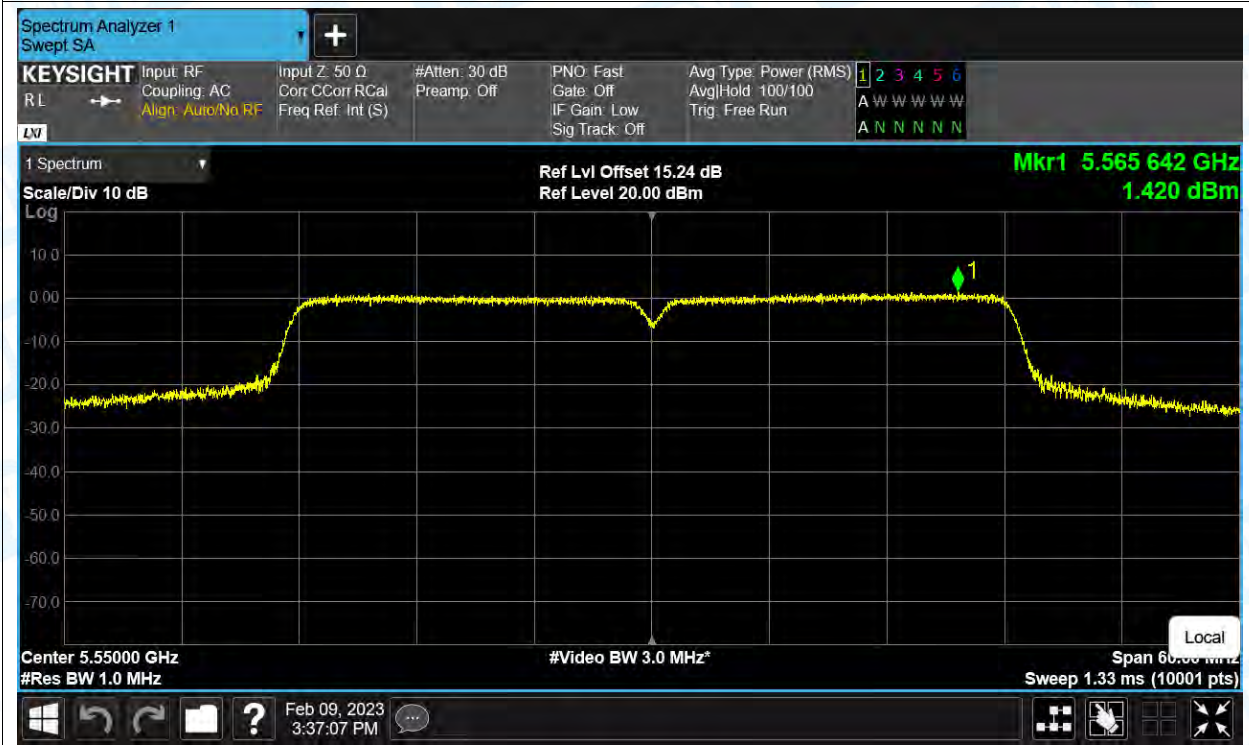 Spectrum Analyzer 1
Swept SA
+
KEYSIGHT Input: RF Input Z: 50 Ω #Atten: 30 dB PNO: Fast Avg Type: Power (RMS) 1 2 3 4 5 6
RL Coupling: AC Corr CCorr RCal Preamp: Off Gate: Off Avg|Hold: 100/100 A W W W W W
Align: Auto/No RF Freq Ref: Int (S) IF Gain: Low Trig: Free Run
LXI Sig Track: Off A N N N N N
1 Spectrum Ref Lvl Offset 15.24 dB Mkr1 5.565 642 GHz
Scale/Div 10 dB Ref Level 20.00 dBm 1.420 dBm
Log
10.0
1
0.00
-10.0
-20.0
-30.0
-40.0
-50.0
-60.0
-70.0
Local
Center 5.55000 GHz #Video BW 3.0 MHz* Span
#Res BW 1.0 MHz Sweep 1.33 ms (10001 pts)
? Feb 09, 2023
3:37:07 PM